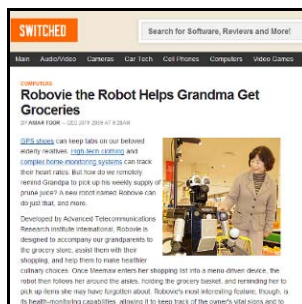 SWITCHED
Search for Software, Reviews and More!
Main Audio/Video Cameras Car Tech Cell Phones Computers Video Games
COMPUTERS
Robovie the Robot Helps Grandma Get
Groceries
BY AMAR TOOR
GPS shoes can keep tabs on our beloved
elderly relatives. High-tech clothing and
complex home-monitoring systems can track
their heart rates. But how do we remotely
remind Grandpa to pick up his weekly supply of
prune juice? A new robot named Robovie can
do just that, and more.
Developed by Advanced Telecommunications
Research Institute International, Robovie is
designed to accompany our grandparents to
the grocery store, assist them with their
shopping, and help them to make healthier
culinary choices. Once Meemaw enters her shopping list into a menu-driven device, the
robot then follows her around the aisles, holding the grocery basket, and reminding her to
pick up items she may have forgotten about. Robovie's most interesting feature, though, is
its health-monitoring capabilities, allowing it to keep track of the owner's vital signs and to